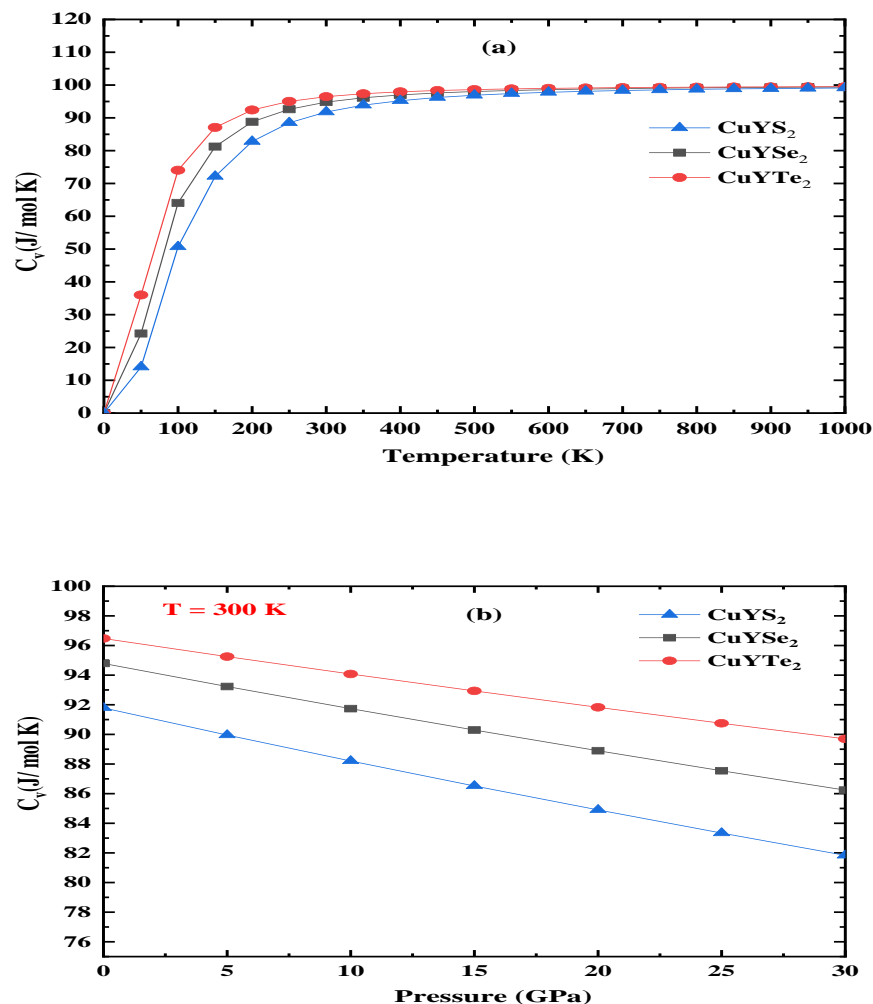 (a)
120
110
100
90
80
70
60
50
40
30
20
10
0
C_v(J/ mol K)
CuYS₂
CuYSe₂
CuYTe₂
0 100 200 300 400 500 600 700 800 900 1000
Temperature (K)
T = 300 K
(b)
100
98
96
94
92
90
88
86
84
82
80
78
76
C_v(J/ mol K)
CuYS₂
CuYSe₂
CuYTe₂
0 5 10 15 20 25 30
Pressure (GPa)